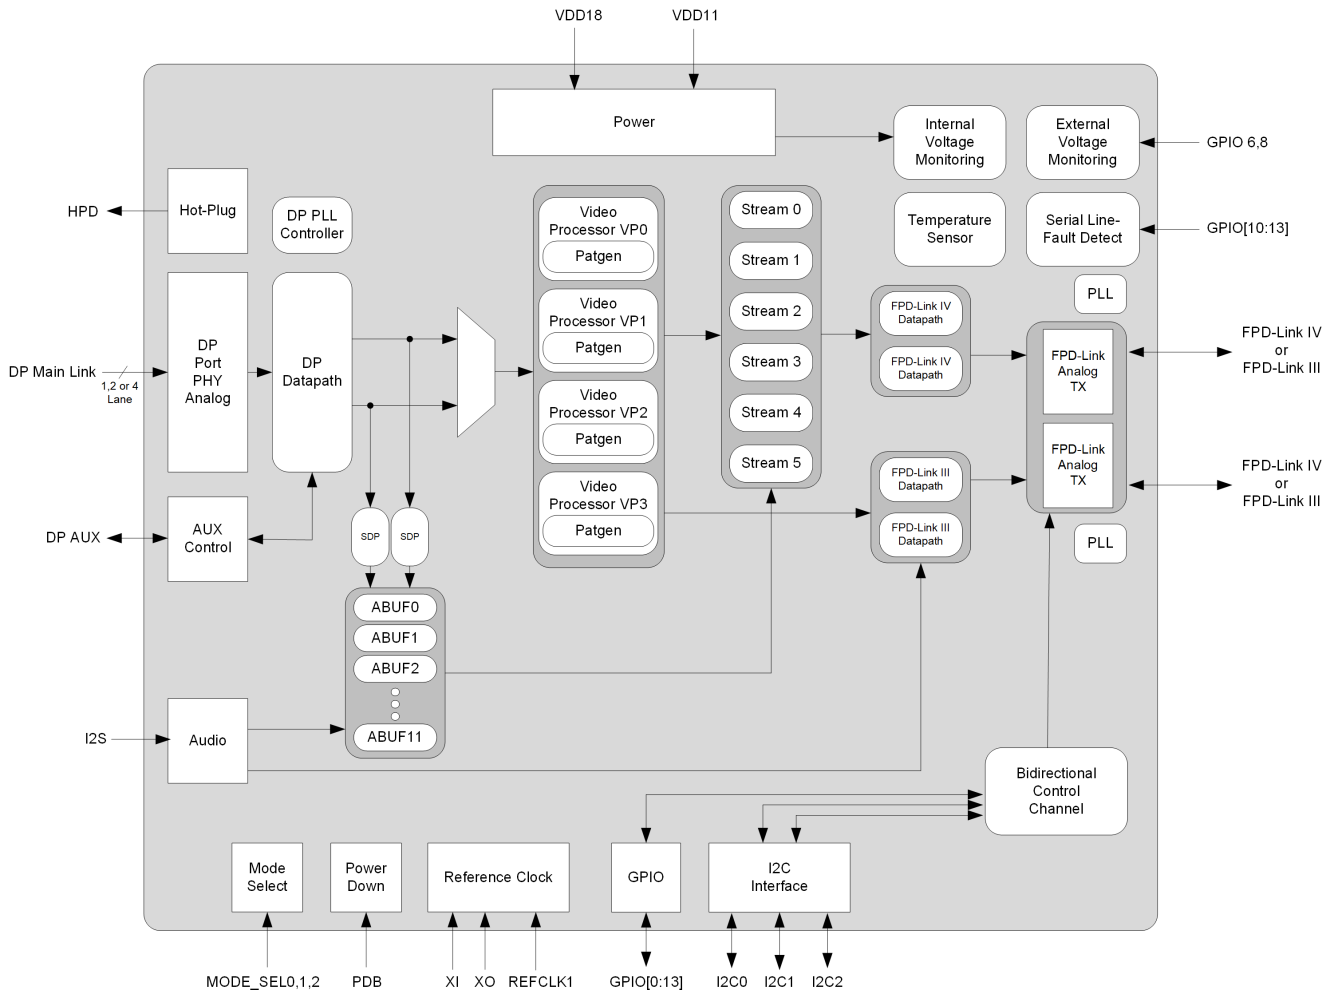 VDD18
VDD11
Power
Internal
Voltage
Monitoring
External
Voltage
Monitoring
GPIO 6,8
HPD
Hot-Plug
DP PLL
Controller
Video
Processor VP0
Patgen
Video
Processor VP1
Patgen
Video
Processor VP2
Patgen
Video
Processor VP3
Patgen
Stream 0
Stream 1
Stream 2
Stream 3
Stream 4
Stream 5
Temperature
Sensor
Serial Line-
Fault Detect
GPIO[10:13]
PLL
FPD-Link IV
Datapath
FPD-Link IV
Datapath
FPD-Link III
Datapath
FPD-Link III
Datapath
FPD-Link
Analog
TX
FPD-Link
Analog
TX
FPD-Link IV
or
FPD-Link III
FPD-Link IV
or
FPD-Link III
PLL
DP Main Link
1,2 or 4
Lane
DP
Port
PHY
Analog
DP
Datapath
DP AUX
AUX
Control
SDP
SDP
ABUF0
ABUF1
ABUF2
ABUF11
I2S
Audio
Bidirectional
Control
Channel
Mode
Select
Power
Down
Reference Clock
GPIO
I2C
Interface
MODE_SEL0,1,2
PDB
XI
XO
REFCLK1
GPIO[0:13]
I2C0
I2C1
I2C2